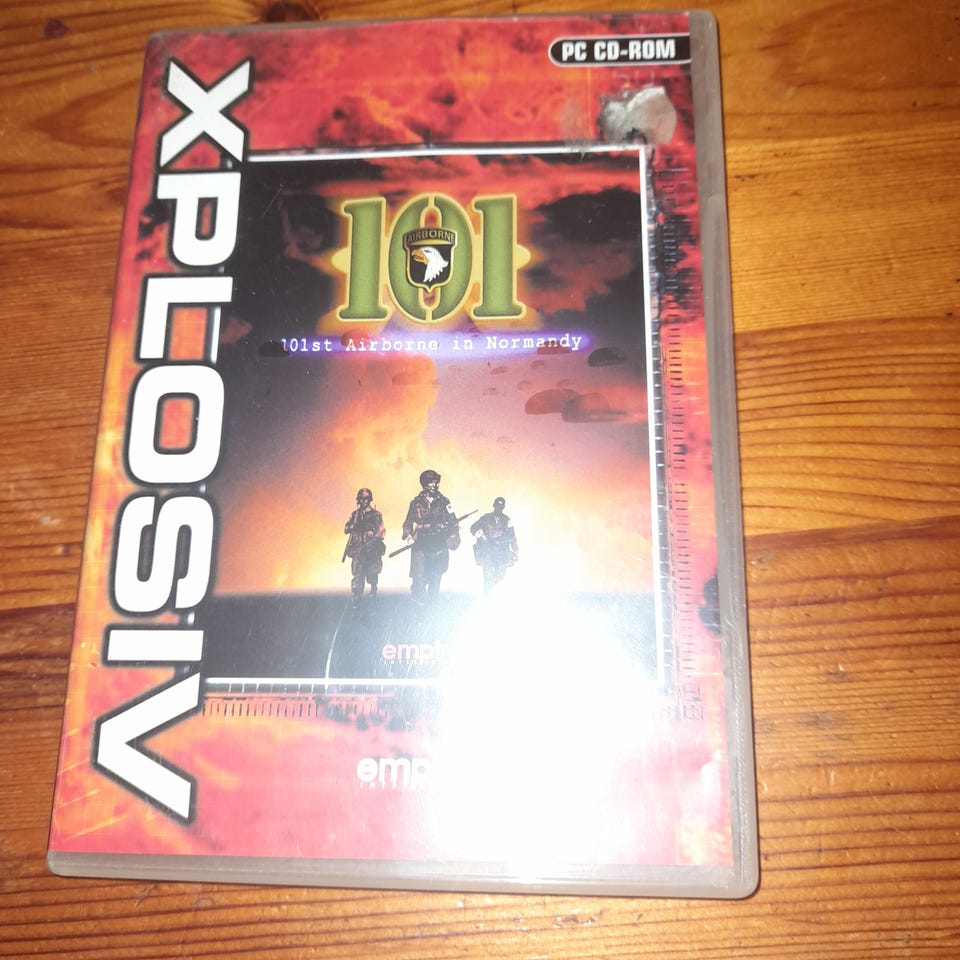 PC CD-ROM
XPLOSIV
101
AIRBORNE
101st Airborne in Normandy